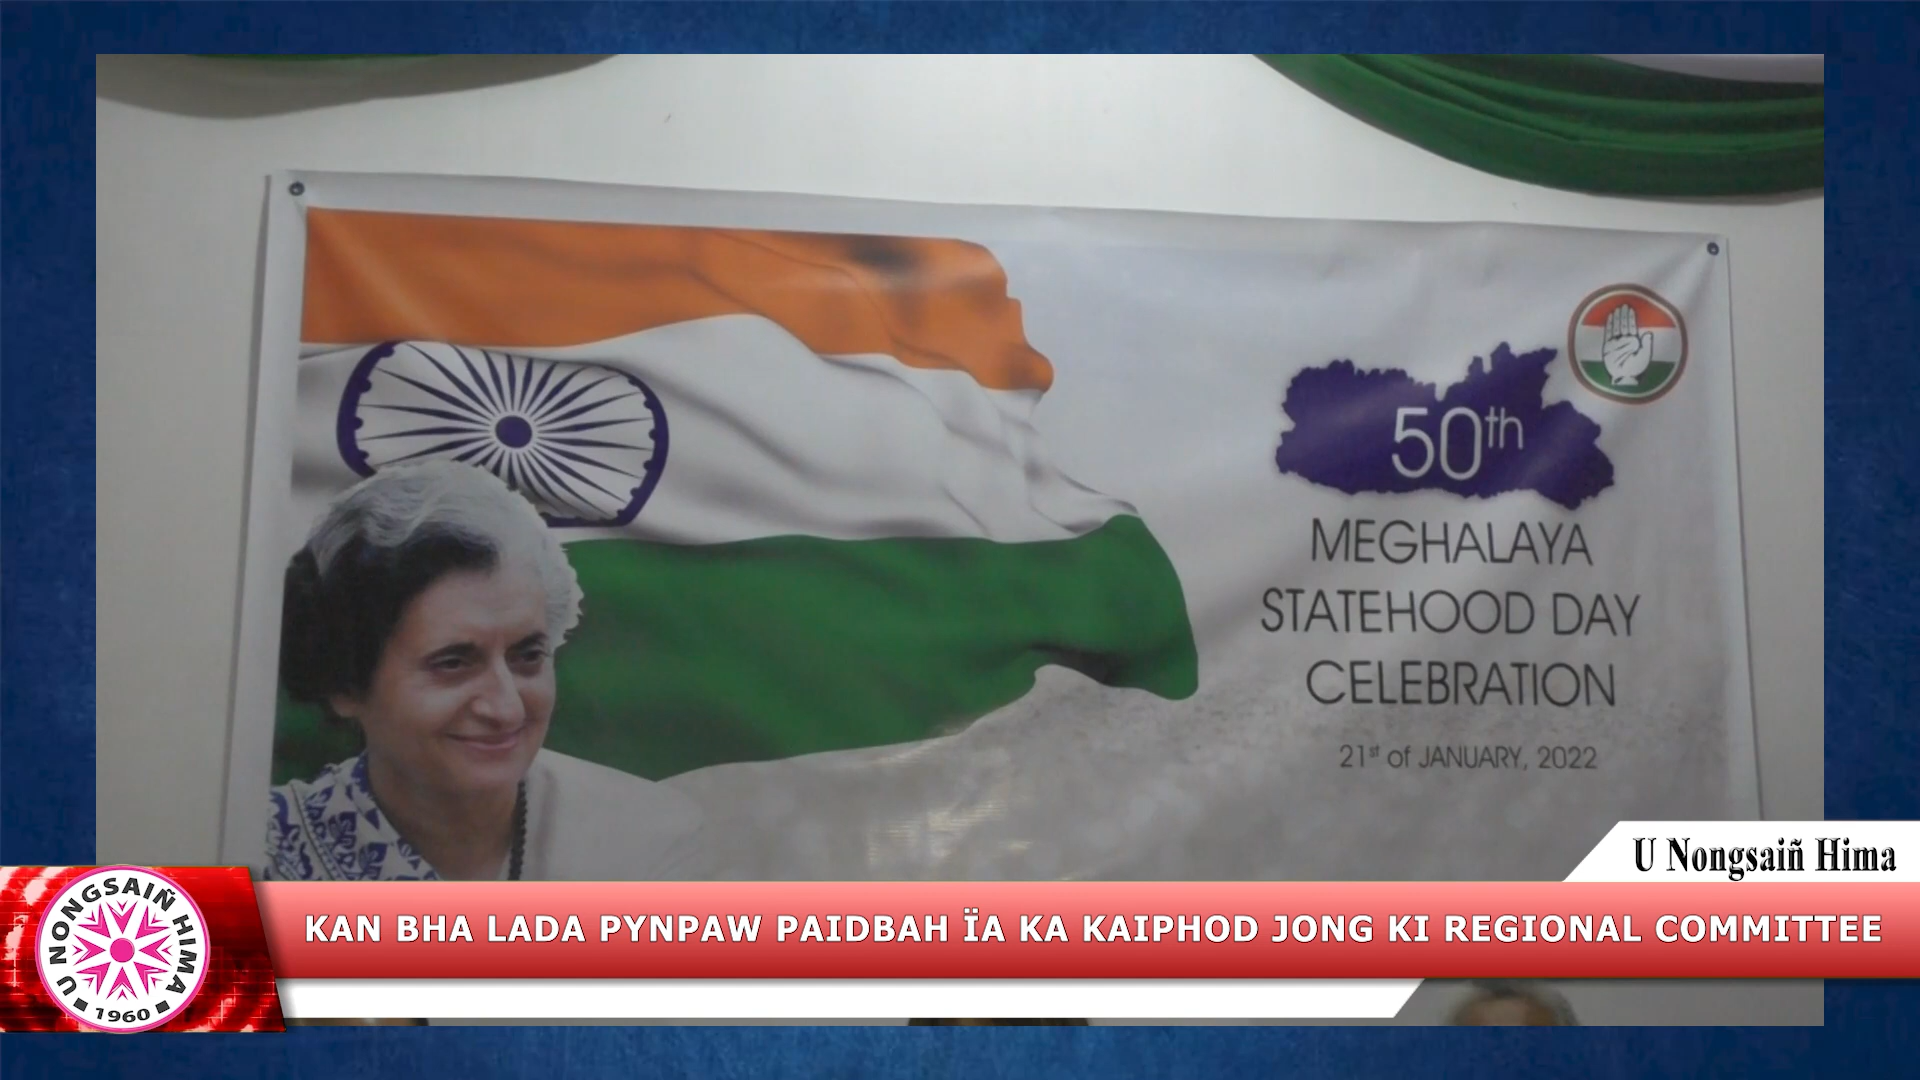 50th
MEGHALAYA
STATEHOOD DAY
CELEBRATION
21st of JANUARY, 2022
U Nongsaiñ Hima
KAN BHA LADA PYNPAW PAIDBAH ÏA KA KAIPHOD JONG KI REGIONAL COMMITTEE
U NONGSAIÑ HIMA
1960